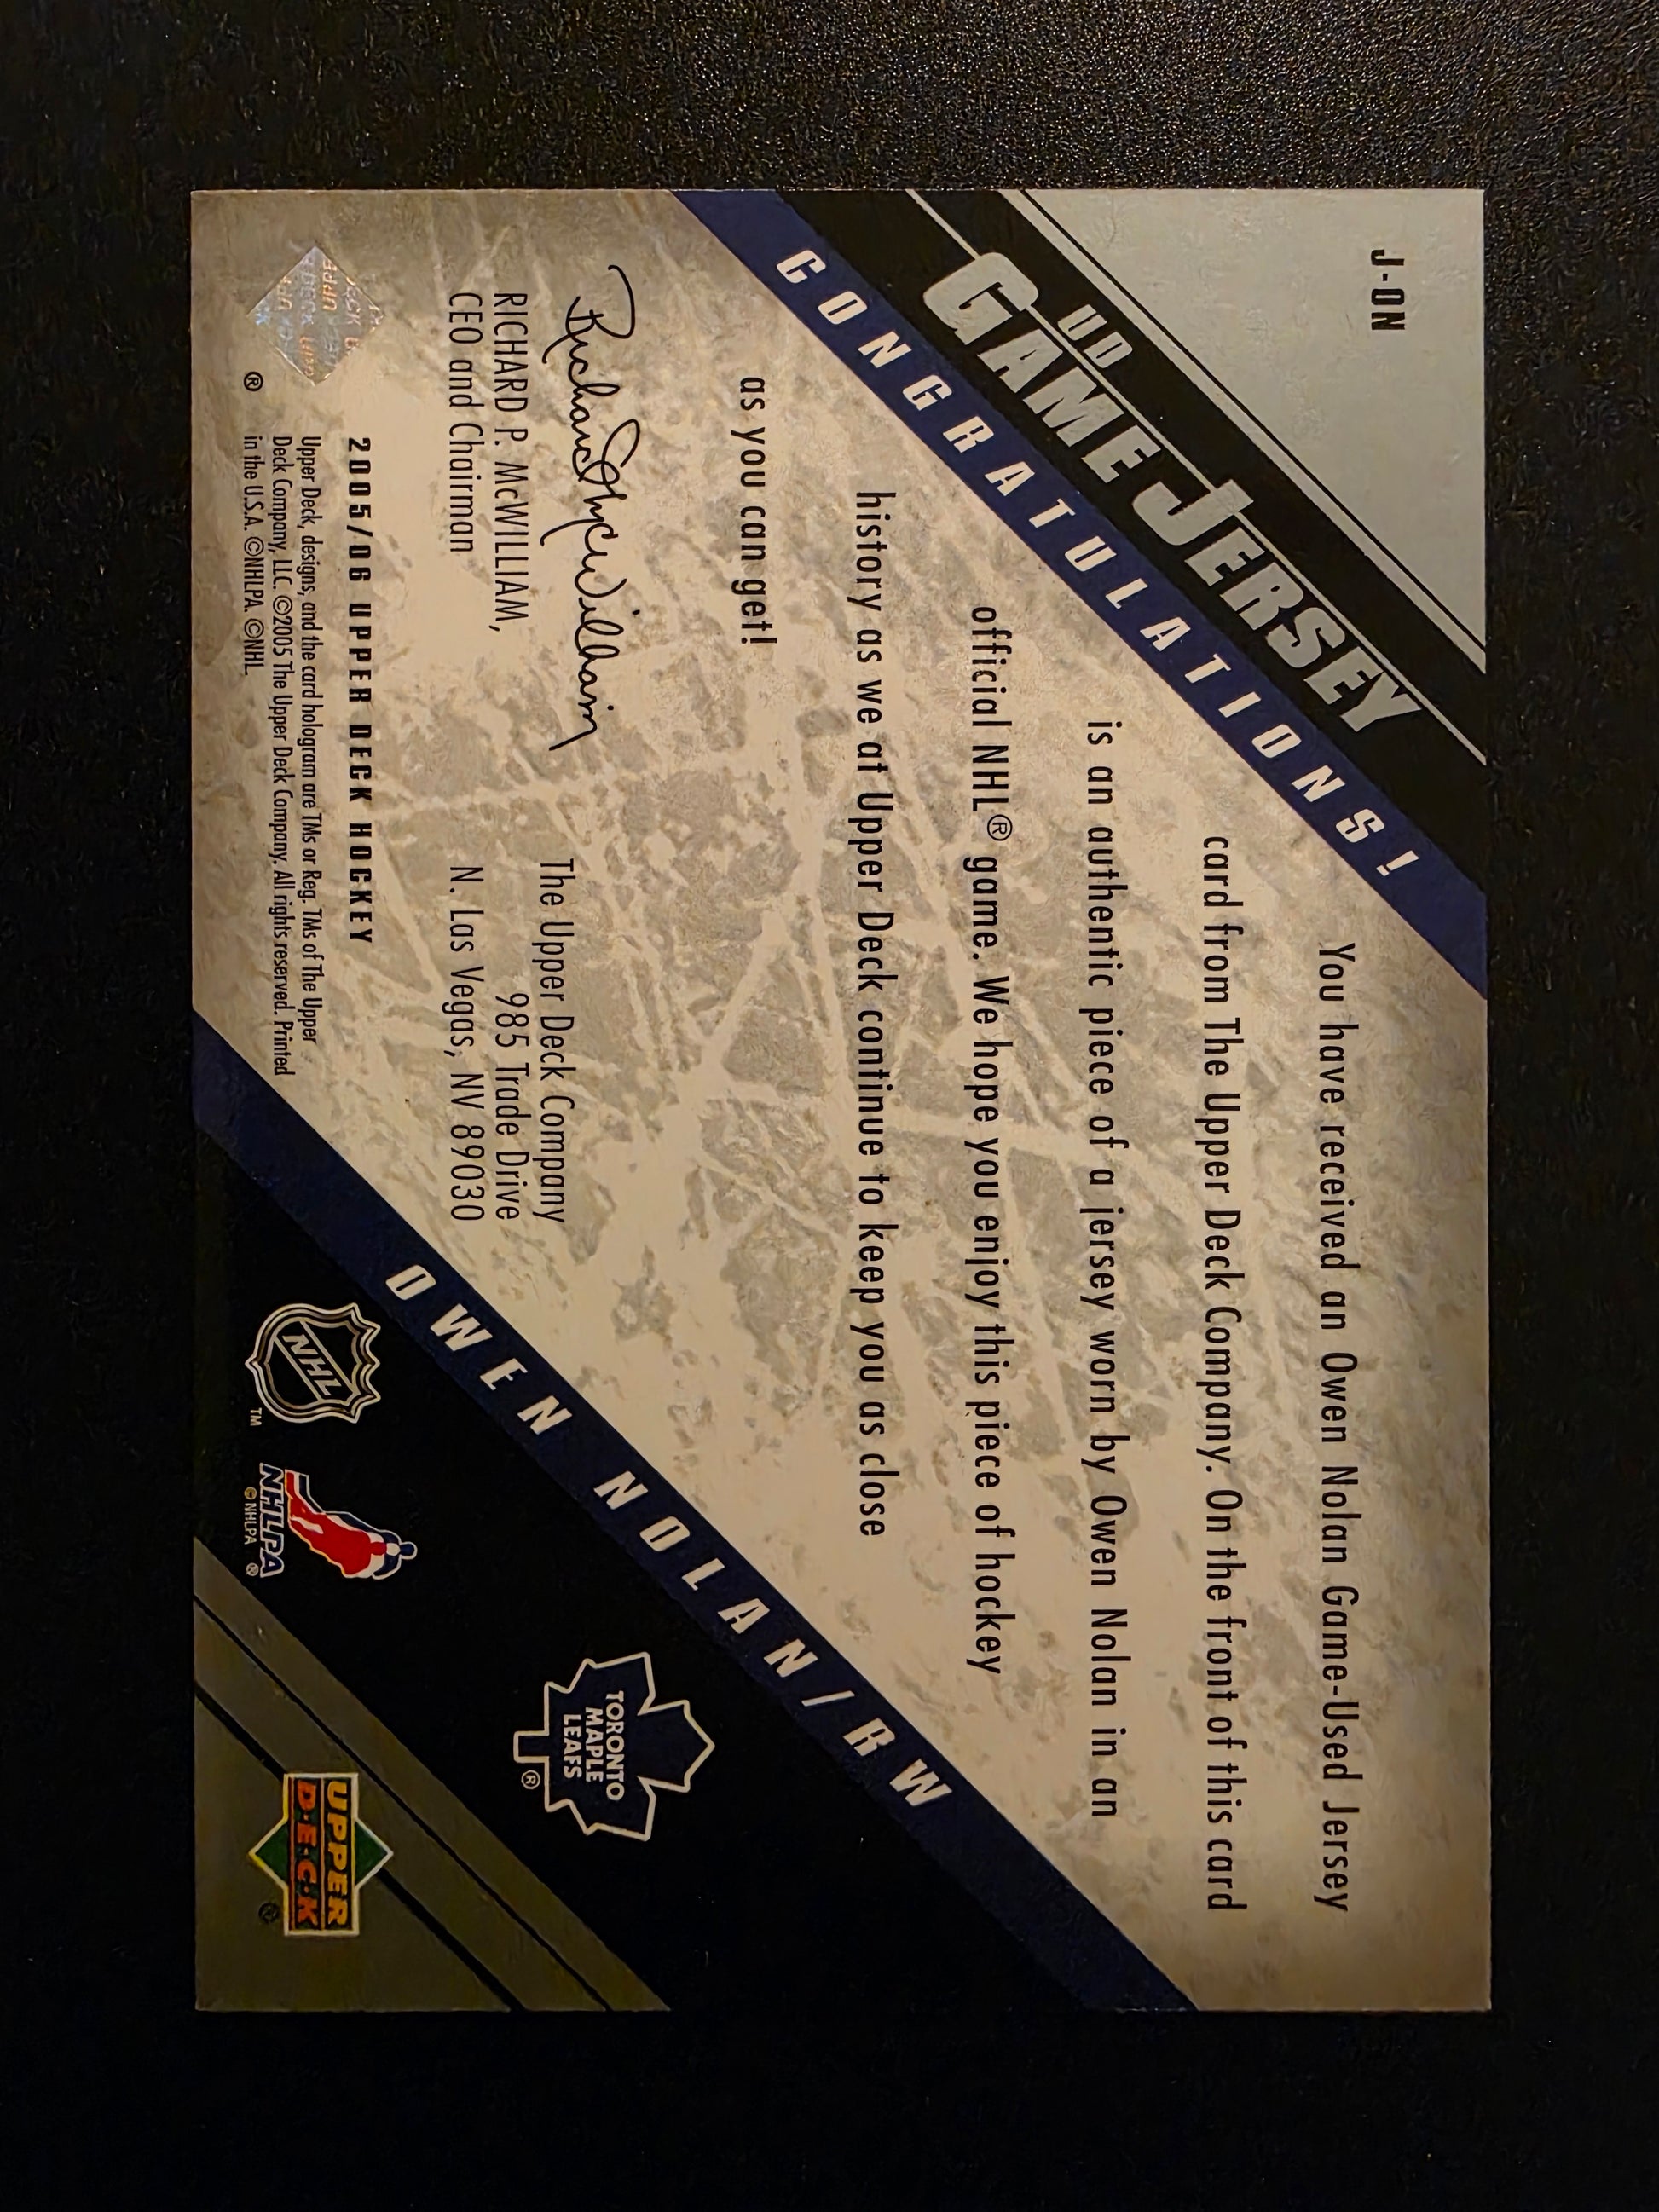 J-ON
UD
GAME JERSEY
CONGRATULATIONS!
You have received an Owen Nolan Game-Used Jersey
card from The Upper Deck Company. On the front of this card
is an authentic piece of a jersey worn by Owen Nolan in an
official NHL® game. We hope you enjoy this piece of hockey
history as we at Upper Deck continue to keep you as close
as you can get!
Richard P. McWilliam
RICHARD P. McWILLIAM,
CEO and Chairman
The Upper Deck Company
985 Trade Drive
N. Las Vegas, NV 89030
2005/06 UPPER DECK HOCKEY
Upper Deck, designs, and the card hologram are TMs or Reg. TMs of The Upper
Deck Company, LLC. ©2005 The Upper Deck Company. All rights reserved. Printed
in the U.S.A. ©NHLPA. ©NHL.
®
OWEN NOLAN/RW
NHL
TM
NHLPA
©NHLPA ®
TORONTO
MAPLE
LEAFS
®
UPPER
D·E·C·K
®